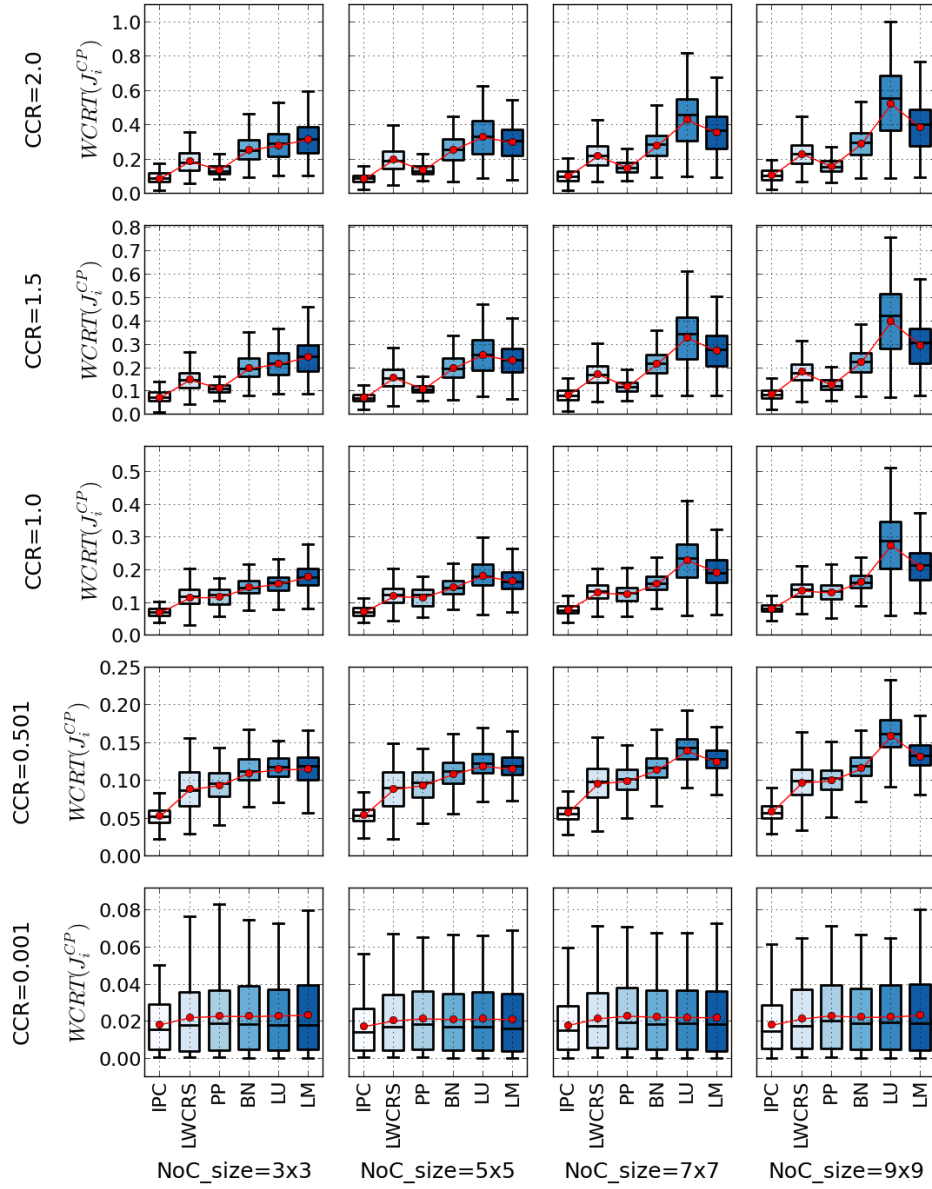 CCR=2.0
WCRT(J_i^{CP})
1.0
0.8
0.6
0.4
0.2
0.0
CCR=1.5
WCRT(J_i^{CP})
0.8
0.7
0.6
0.5
0.4
0.3
0.2
0.1
0.0
CCR=1.0
WCRT(J_i^{CP})
0.5
0.4
0.3
0.2
0.1
0.0
CCR=0.501
WCRT(J_i^{CP})
0.25
0.20
0.15
0.10
0.05
0.00
CCR=0.001
WCRT(J_i^{CP})
0.08
0.06
0.04
0.02
0.00
IPC LWCRS PP BN LU LM
IPC LWCRS PP BN LU LM
IPC LWCRS PP BN LU LM
IPC LWCRS PP BN LU LM
NoC_size=3x3 NoC_size=5x5 NoC_size=7x7 NoC_size=9x9